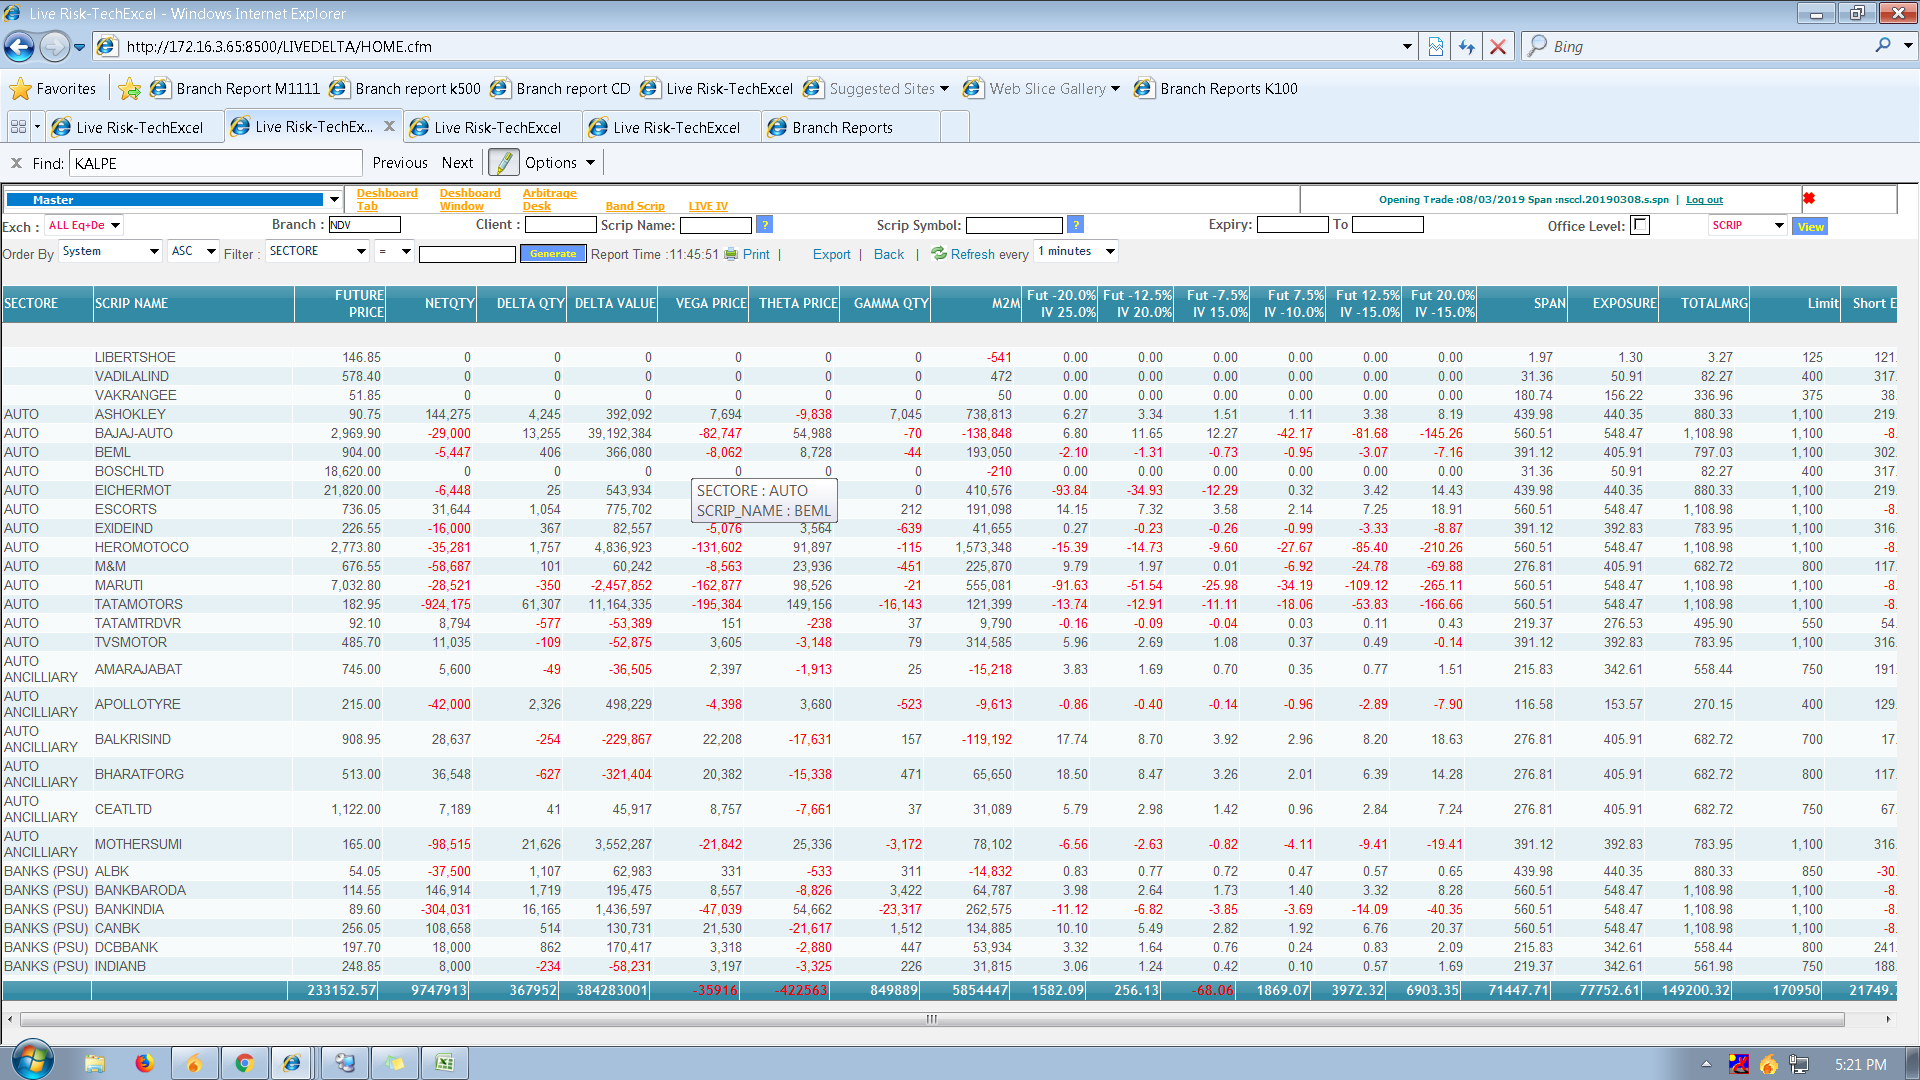 Live Risk-TechExcel - Windows Internet Explorer
http://172.16.3.65:8500/LIVEDELTA/HOME.cfm
Bing
Favorites Branch Report M1111 Branch report k500 Branch report CD Live Risk-TechExcel Suggested Sites Web Slice Gallery Branch Reports K100
Live Risk-TechExcel Live Risk-TechEx... Live Risk-TechExcel Live Risk-TechExcel Branch Reports
x Find: KALPE Previous Next Options
Master Deshboard Tab Deshboard Window Arbitrage Desk Band Scrip LIVE IV Opening Trade :08/03/2019 Span :nsccl.20190308.s.spn | Log out
Exch : ALL Eq+De Branch : NDV Client : Scrip Name: ? Scrip Symbol: ? Expiry: To Office Level: SCRIP View
Order By System ASC Filter : SECTORE = Generate Report Time :11:45:51 Print | Export | Back | Refresh every 1 minutes
SECTORE SCRIP NAME FUTURE PRICE NETQTY DELTA QTY DELTA VALUE VEGA PRICE THETA PRICE GAMMA QTY M2M Fut -20.0% IV 25.0% Fut -12.5% IV 20.0% Fut -7.5% IV 15.0% Fut 7.5% IV -10.0% Fut 12.5% IV -15.0% Fut 20.0% IV -15.0% SPAN EXPOSURE TOTALMRG Limit Short E
LIBERTSHOE 146.85 0 0 0 0 0 0 -541 0.00 0.00 0.00 0.00 0.00 0.00 1.97 1.30 3.27 125 121.
VADILALIND 578.40 0 0 0 0 0 0 472 0.00 0.00 0.00 0.00 0.00 0.00 31.36 50.91 82.27 400 317.
VAKRANGEE 51.85 0 0 0 0 0 0 50 0.00 0.00 0.00 0.00 0.00 0.00 180.74 156.22 336.96 375 38.
AUTO ASHOKLEY 90.75 144,275 4,245 392,092 7,694 -9,838 7,045 738,813 6.27 3.34 1.51 1.11 3.38 8.19 439.98 440.35 880.33 1,100 219.
AUTO BAJAJ-AUTO 2,969.90 -29,000 13,255 39,192,384 -82,747 54,988 -70 -138,848 6.80 11.65 12.27 -42.17 -81.68 -145.26 560.51 548.47 1,108.98 1,100 -8.
AUTO BEML 904.00 -5,447 406 366,080 -8,062 8,728 -44 193,050 -2.10 -1.31 -0.73 -0.95 -3.07 -7.16 391.12 405.91 797.03 1,100 302.
AUTO BOSCHLTD 18,620.00 0 0 0 0 0 0 -210 0.00 0.00 0.00 0.00 0.00 0.00 31.36 50.91 82.27 400 317.
AUTO EICHERMOT 21,820.00 -6,448 25 543,934 0 410,576 -93.84 -34.93 -12.29 0.32 3.42 14.43 439.98 440.35 880.33 1,100 219.
SECTORE : AUTO
SCRIP_NAME : BEML
AUTO ESCORTS 736.05 31,644 1,054 775,702 212 191,098 14.15 7.32 3.58 2.14 7.25 18.91 560.51 548.47 1,108.98 1,100 -8.
AUTO EXIDEIND 226.55 -16,000 367 82,557 -5,076 3,564 -639 41,655 0.27 -0.23 -0.26 -0.99 -3.33 -8.87 391.12 392.83 783.95 1,100 316.
AUTO HEROMOTOCO 2,773.80 -35,281 1,757 4,836,923 -131,602 91,897 -115 1,573,348 -15.39 -14.73 -9.60 -27.67 -85.40 -210.26 560.51 548.47 1,108.98 1,100 -8.
AUTO M&M 676.55 -58,687 101 60,242 -8,563 23,936 -451 225,870 9.79 1.97 0.01 -6.92 -24.78 -69.88 276.81 405.91 682.72 800 117.
AUTO MARUTI 7,032.80 -28,521 -350 -2,457,852 -162,877 98,526 -21 555,081 -91.63 -51.54 -25.98 -34.19 -109.12 -265.11 560.51 548.47 1,108.98 1,100 -8.
AUTO TATAMOTORS 182.95 -924,175 61,307 11,164,335 -195,384 149,156 -16,143 121,399 -13.74 -12.91 -11.11 -18.06 -53.83 -166.66 560.51 548.47 1,108.98 1,100 -8.
AUTO TATAMTRDVR 92.10 8,794 -577 -53,389 151 -238 37 9,790 -0.16 -0.09 -0.04 0.03 0.11 0.43 219.37 276.53 495.90 550 54.
AUTO TVSMOTOR 485.70 11,035 -109 -52,875 3,605 -3,148 79 314,585 5.96 2.69 1.08 0.37 0.49 -0.14 391.12 392.83 783.95 1,100 316.
AUTO ANCILLIARY AMARAJABAT 745.00 5,600 -49 -36,505 2,397 -1,913 25 -15,218 3.83 1.69 0.70 0.35 0.77 1.51 215.83 342.61 558.44 750 191.
AUTO ANCILLIARY APOLLOTYRE 215.00 -42,000 2,326 498,229 -4,398 3,680 -523 -9,613 -0.86 -0.40 -0.14 -0.96 -2.89 -7.90 116.58 153.57 270.15 400 129.
AUTO ANCILLIARY BALKRISIND 908.95 28,637 -254 -229,867 22,208 -17,631 157 -119,192 17.74 8.70 3.92 2.96 8.20 18.63 276.81 405.91 682.72 700 17.
AUTO ANCILLIARY BHARATFORG 513.00 36,548 -627 -321,404 20,382 -15,338 471 65,650 18.50 8.47 3.26 2.01 6.39 14.28 276.81 405.91 682.72 800 117.
AUTO ANCILLIARY CEATLTD 1,122.00 7,189 41 45,917 8,757 -7,661 37 31,089 5.79 2.98 1.42 0.96 2.84 7.24 276.81 405.91 682.72 750 67.
AUTO ANCILLIARY MOTHERSUMI 165.00 -98,515 21,626 3,552,287 -21,842 25,336 -3,172 78,102 -6.56 -2.63 -0.82 -4.11 -9.41 -19.41 391.12 392.83 783.95 1,100 316.
BANKS (PSU) ALBK 54.05 -37,500 1,107 62,983 331 -533 311 -14,832 0.83 0.77 0.72 0.47 0.57 0.65 439.98 440.35 880.33 850 -30.
BANKS (PSU) BANKBARODA 114.55 146,914 1,719 195,475 8,557 -8,826 3,422 64,787 3.98 2.64 1.73 1.40 3.32 8.28 560.51 548.47 1,108.98 1,100 -8.
BANKS (PSU) BANKINDIA 89.60 -304,031 16,165 1,436,597 -47,039 54,662 -23,317 262,575 -11.12 -6.82 -3.85 -3.69 -14.09 -40.35 560.51 548.47 1,108.98 1,100 -8.
BANKS (PSU) CANBK 256.05 108,658 514 130,731 21,530 -21,617 1,512 134,885 10.10 5.49 2.82 1.92 6.76 20.37 560.51 548.47 1,108.98 1,100 -8.
BANKS (PSU) DCBBANK 197.70 18,000 862 170,417 3,318 -2,880 447 53,934 3.32 1.64 0.76 0.24 0.83 2.09 215.83 342.61 558.44 800 241.
BANKS (PSU) INDIANB 248.85 8,000 -234 -58,231 3,197 -3,325 226 31,815 3.06 1.24 0.42 0.10 0.57 1.69 219.37 342.61 561.98 750 188.
233152.57 9747913 367952 384283001 -35916 -422563 849889 5854447 1582.09 256.13 -68.06 1869.07 3972.32 6903.35 71447.71 77752.61 149200.32 170950 21749.
5:21 PM